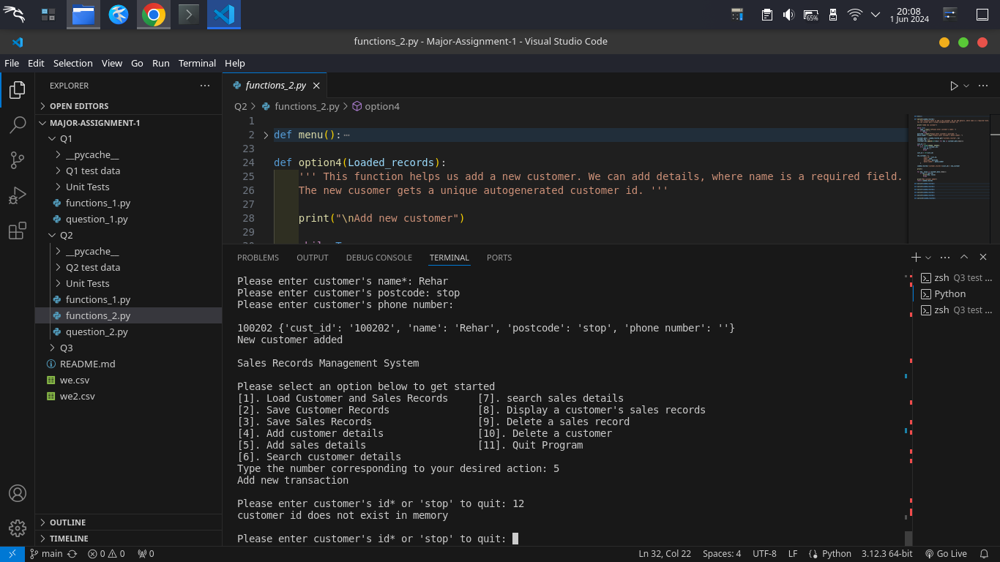 65%
20:08
1 Jun 2024
functions_2.py - Major-Assignment-1 - Visual Studio Code
File Edit Selection View Go Run Terminal Help
EXPLORER
OPEN EDITORS
MAJOR-ASSIGNMENT-1
Q1
__pycache__
Q1 test data
Unit Tests
functions_1.py
question_1.py
Q2
__pycache__
Q2 test data
Unit Tests
functions_1.py
functions_2.py
question_2.py
Q3
README.md
we.csv
we2.csv
OUTLINE
TIMELINE
functions_2.py
Q2 > functions_2.py > option4
1
2 def menu():…
23
24 def option4(Loaded_records):
25 ''' This function helps us add a new customer. We can add details, where name is a required field.
26 The new cusomer gets a unique autogenerated customer id. '''
27
28 print("\nAdd new customer")
29
PROBLEMS OUTPUT DEBUG CONSOLE TERMINAL PORTS
Please enter customer's name*: Rehar
Please enter customer's postcode: stop
Please enter customer's phone number:
100202 {'cust_id': '100202', 'name': 'Rehar', 'postcode': 'stop', 'phone number': ''}
New customer added
Sales Records Management System
Please select an option below to get started
[1]. Load Customer and Sales Records [7]. search sales details
[2]. Save Customer Records [8]. Display a customer's sales records
[3]. Save Sales Records [9]. Delete a sales record
[4]. Add customer details [10]. Delete a customer
[5]. Add sales details [11]. Quit Program
[6]. Search customer details
Type the number corresponding to your desired action: 5
Add new transaction
Please enter customer's id* or 'stop' to quit: 12
customer id does not exist in memory
Please enter customer's id* or 'stop' to quit:
zsh Q3 test ...
Python
zsh Q3 test ...
main 0 0 0 Ln 32, Col 22 Spaces: 4 UTF-8 LF Python 3.12.3 64-bit Go Live